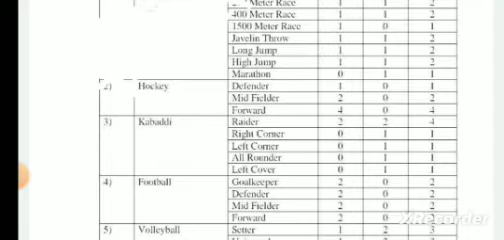 Meter Race 1 1 2
400 Meter Race 1 1 2
1500 Meter Race 1 0 1
Javelin Throw 1 1 2
Long Jump 1 1 2
High Jump 1 1 2
Marathon 0 1 1
2) Hockey Defender 1 0 1
Mid Fielder 2 0 2
Forward 4 0 4
3) Kabaddi Raider 2 2 4
Right Corner 0 1 1
Left Corner 0 1 1
All Rounder 0 1 1
Left Cover 0 1 1
4) Football Goalkeeper 2 0 2
Defender 2 0 2
Mid Fielder 2 0 2
Forward 2 0 2
XRecorder
5) Volleyball Setter 1 2 3